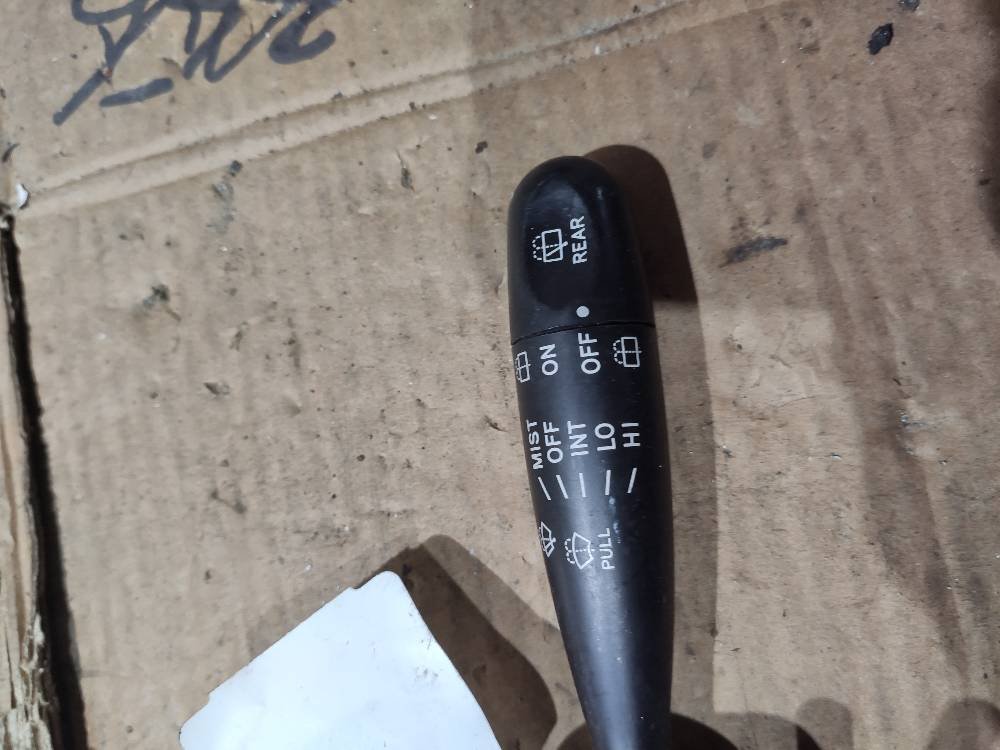 REAR
ON
OFF
MIST
OFF
INT
LO
HI
PULL